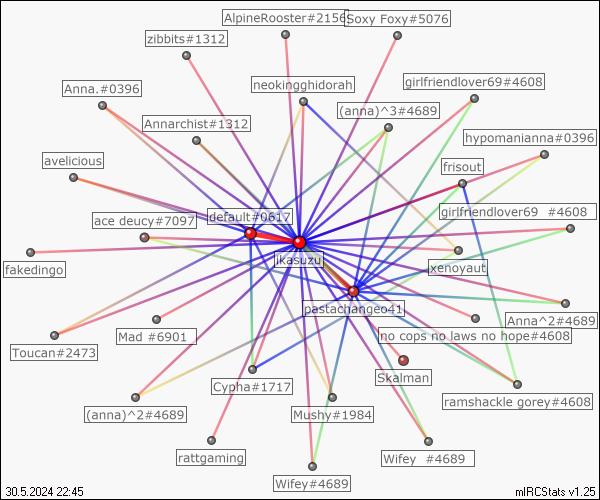 AlpineRooster#2156
Soxy Foxy#5076
zibbits#1312
neokingghidorah
girlfriendlover69#4608
Anna.#0396
(anna)^3#4689
Annarchist#1312
hypomanianna#0396
avelicious
frisout
default#0617
ace deucy#7097
girlfriendlover69 #4608
jkasuzu
xenoyaut
fakedingo
pastachangeo41
Anna^2#4689
Mad #6901
no cops no laws no hope#4608
Toucan#2473
Skalman
Cypha#1717
ramshackle gorey#4608
(anna)^2#4689
Mushy#1984
rattgaming
Wifey #4689
Wifey#4689
30.5.2024 22:45
mIRCStats v1.25